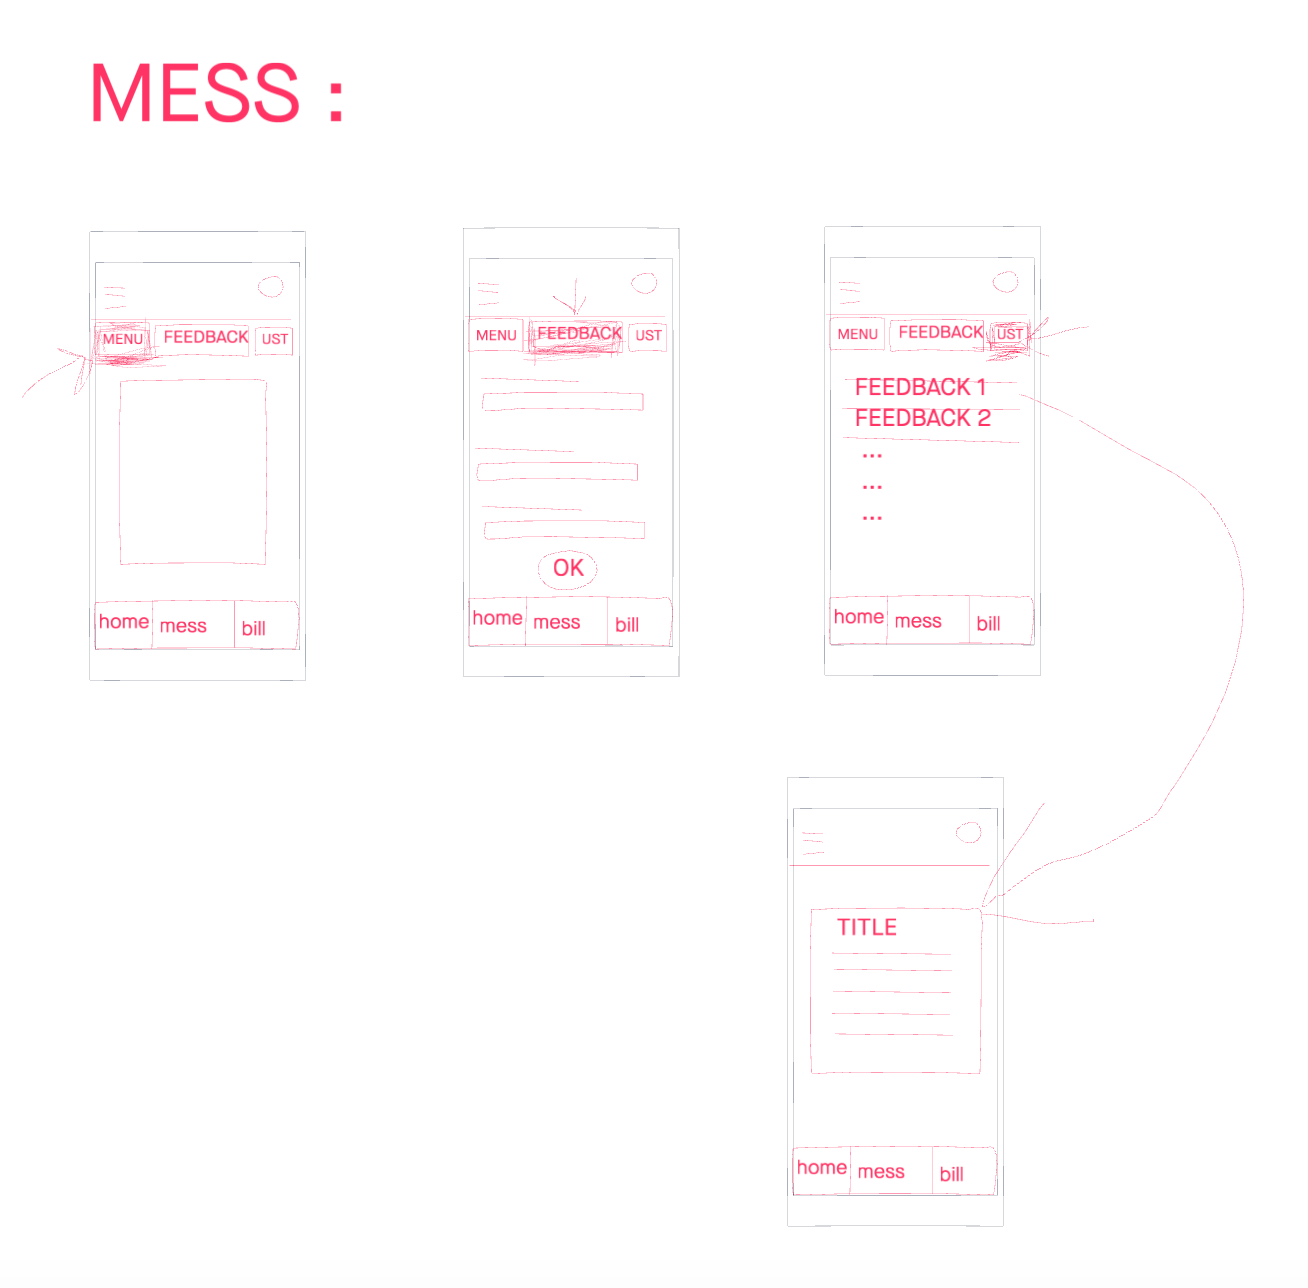 MESS :
MENU FEEDBACK UST
home mess bill
MENU FEEDBACK UST
OK
home mess bill
MENU FEEDBACK UST
FEEDBACK 1
FEEDBACK 2
...
...
...
home mess bill
TITLE
home mess bill